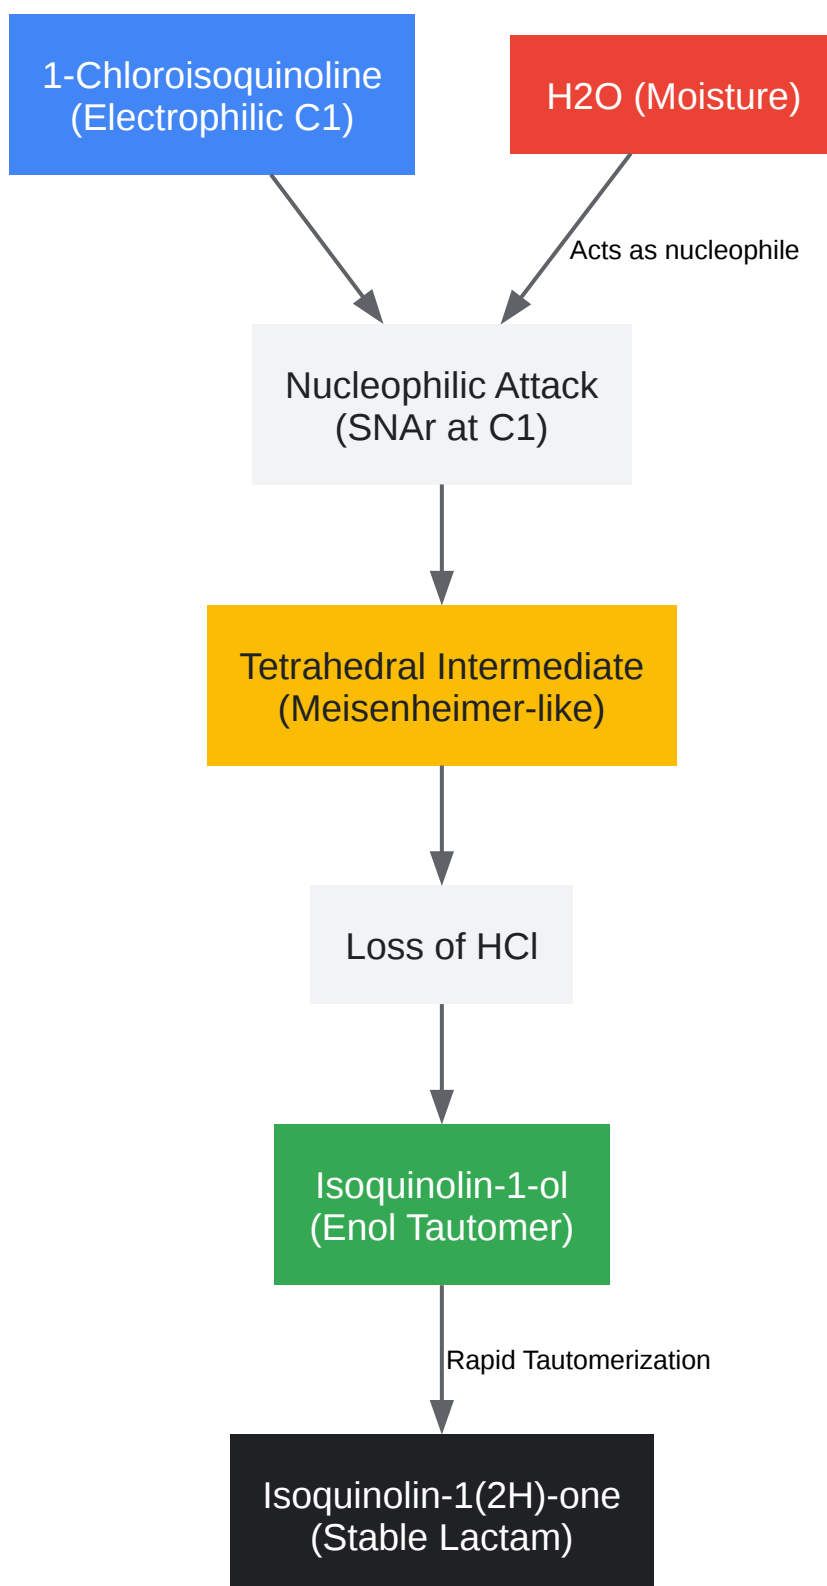 1-Chloroisoquinoline
(Electrophilic C1)
H2O (Moisture)
Acts as nucleophile
Nucleophilic Attack
(SNAr at C1)
Tetrahedral Intermediate
(Meisenheimer-like)
Loss of HCl
Isoquinolin-1-ol
(Enol Tautomer)
Rapid Tautomerization
Isoquinolin-1(2H)-one
(Stable Lactam)